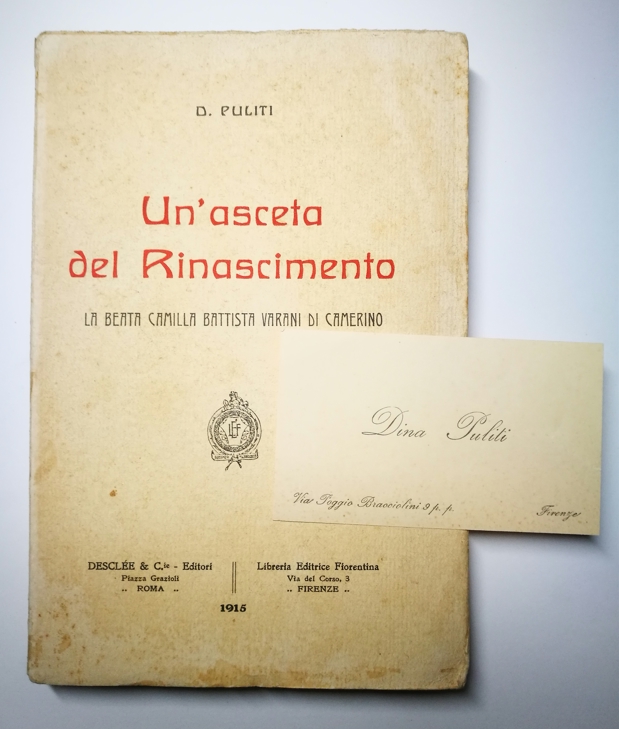 D. PULITI
Un'asceta
del Rinascimento
LA BEATA CAMILLA BATTISTA VARANI DI CAMERINO
LEF
Dina Puliti
Via Poggio Bracciolini 9 p. p.
Firenze
DESCLÉE & C.ie - Editori
Piazza Grazioli
.. ROMA ..
Libreria Editrice Fiorentina
Via del Corso, 3
.. FIRENZE ..
1915